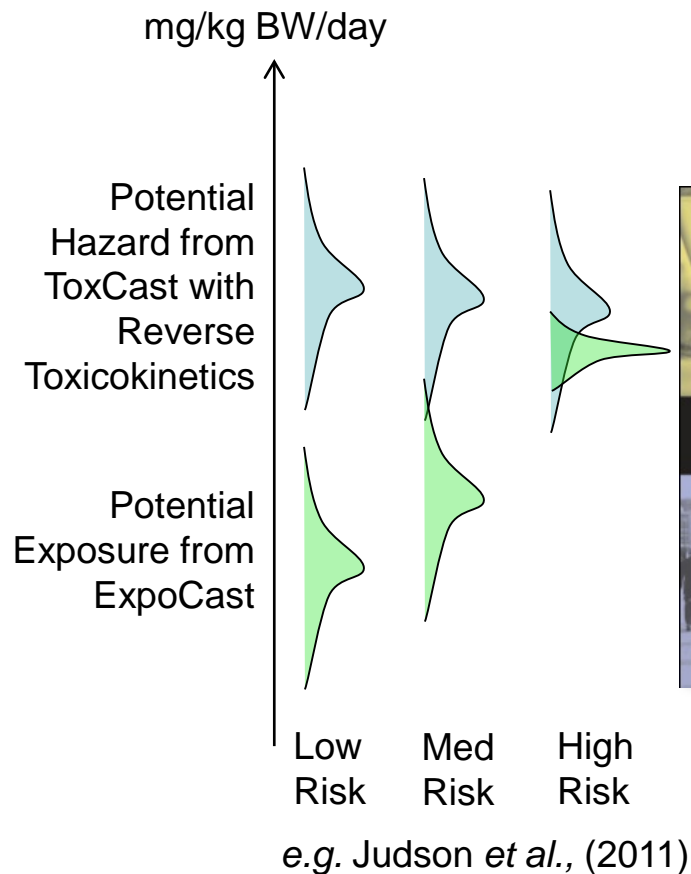 mg/kg BW/day
Potential
Hazard from
ToxCast with
Reverse
Toxicokinetics
Potential
Exposure from
ExpoCast
Low
Risk
Med
Risk
High
Risk
e.g. Judson et al., (2011)